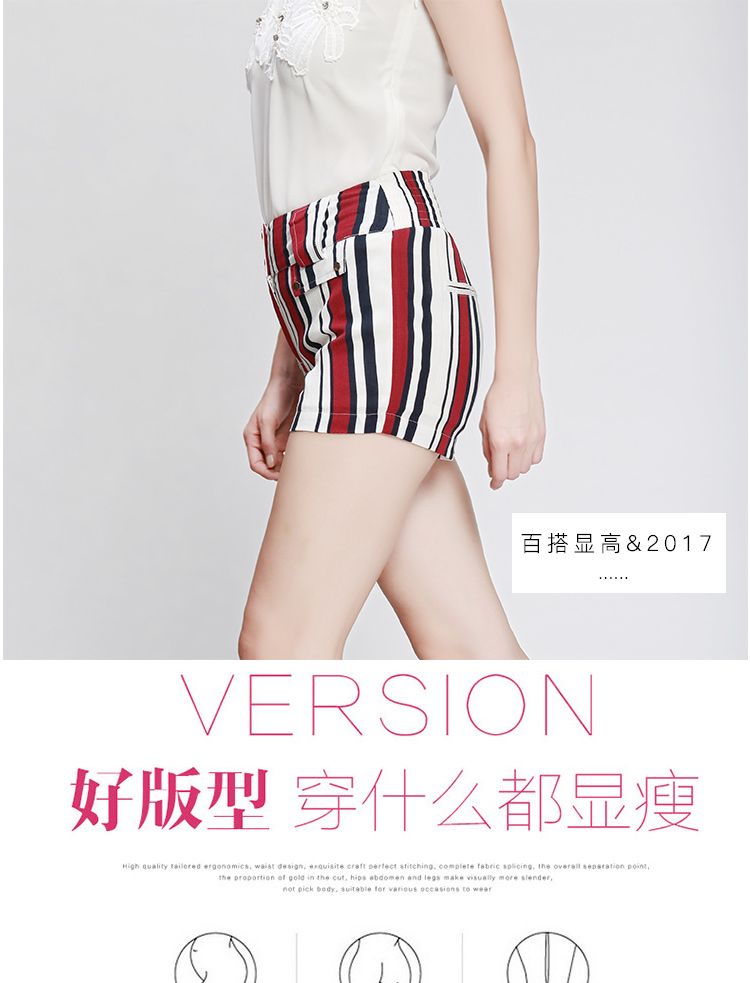 百搭显高&2017
......
VERSION
好版型 穿什么都显瘦
High quality tailored ergonomics, waist design, exquisite craft perfect stitching, complete fabric splicing, the overall separation point,
the proportion of gold in the cut, hips abdomen and legs make visually more slender,
not pick body, suitable for various occasions to wear